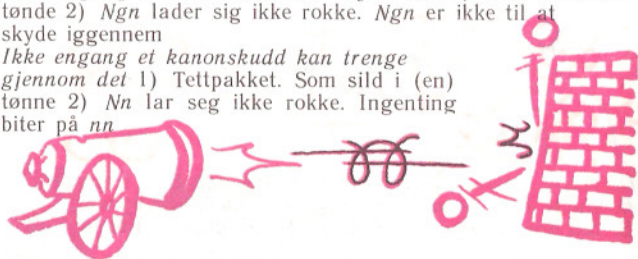 tønde 2) Ngn lader sig ikke rokke. Ngn er ikke til at
skyde iggennem
Ikke engang et kanonskudd kan trenge
gjennom det 1) Tettpakket. Som sild i (en)
tønne 2) Nn lar seg ikke rokke. Ingenting
biter på nn